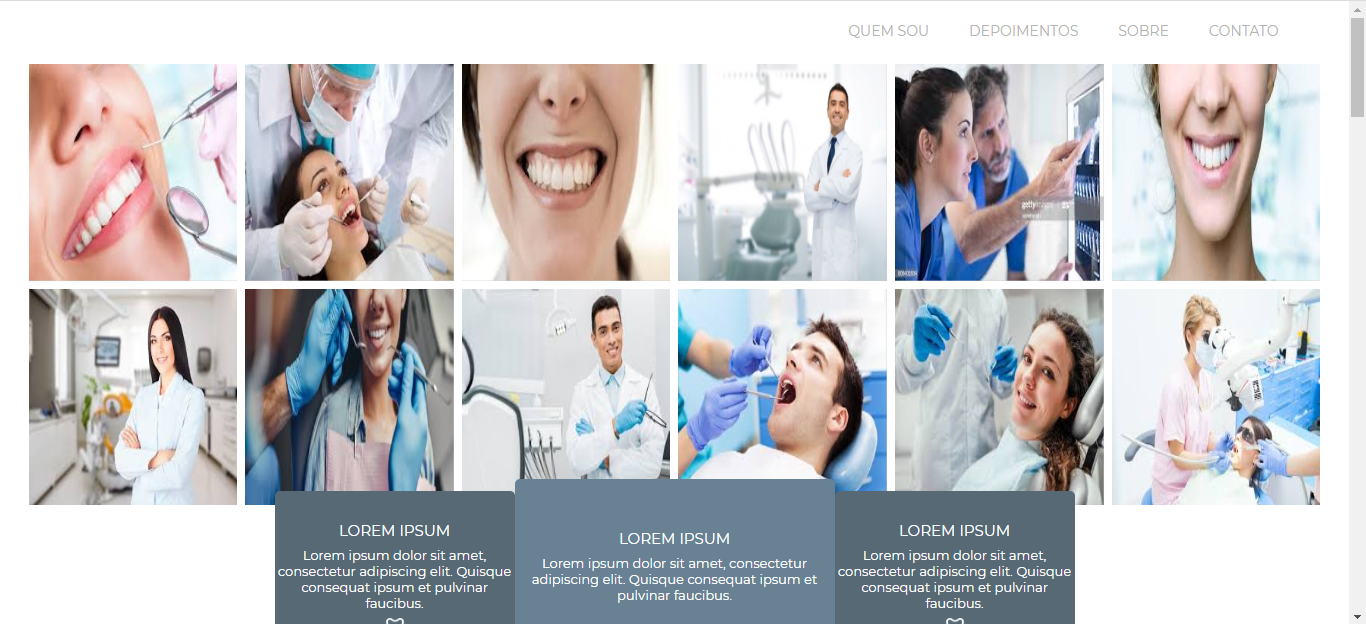 QUEM SOU DEPOIMENTOS SOBRE CONTATO
gettyimages
LOREM IPSUM
Lorem ipsum dolor sit amet,
consectetur adipiscing elit. Quisque
consequat ipsum et pulvinar
faucibus.
LOREM IPSUM
Lorem ipsum dolor sit amet, consectetur
adipiscing elit. Quisque consequat ipsum et
pulvinar faucibus.
LOREM IPSUM
Lorem ipsum dolor sit amet,
consectetur adipiscing elit. Quisque
consequat ipsum et pulvinar
faucibus.